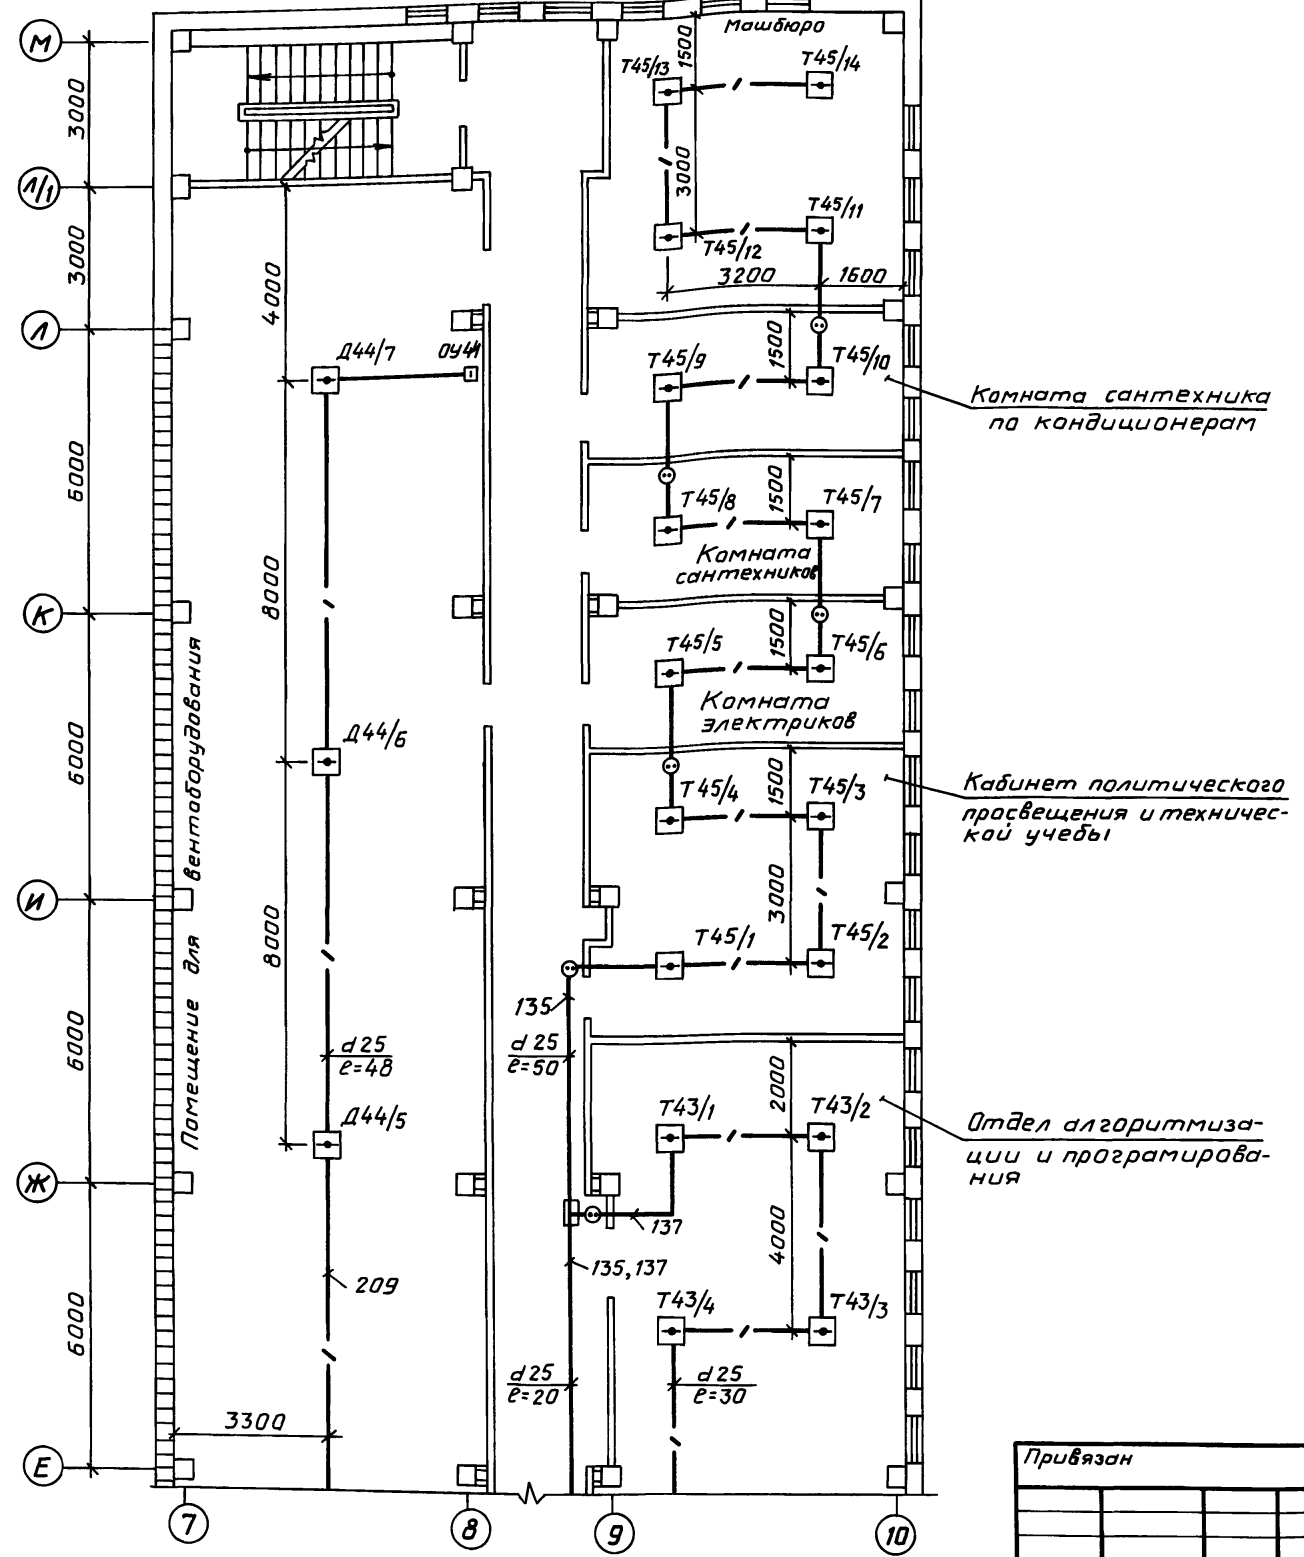 М
Л/1
Л
К
И
Ж
Е
3000
3000
6000
6000
6000
6000
7
8
9
10
Машбюро
1500
3000
Т45/13
Т45/14
Т45/11
Т45/12
3200
1600
4000
Д44/7
ОУ41
Т45/9
1500
Т45/10
Комната сантехника
по кондиционерам
Т45/8
1500
Т45/7
Комната
сантехников
8000
Т45/5
1500
Т45/6
Комната
электриков
Помещение для вентаборудования
Д44/6
Т45/4
1500
Т45/3
Кабинет политического
просвещения и техничес-
кой учебы
8000
3000
Т45/1
Т45/2
135
d25
ℓ=48
d25
ℓ=50
Д44/5
Т43/1
2000
Т43/2
Отдел алгоритмиза-
ции и програмирова-
ния
137
4000
135,137
209
Т43/4
Т43/3
d25
ℓ=20
d25
ℓ=30
3300
Привязан